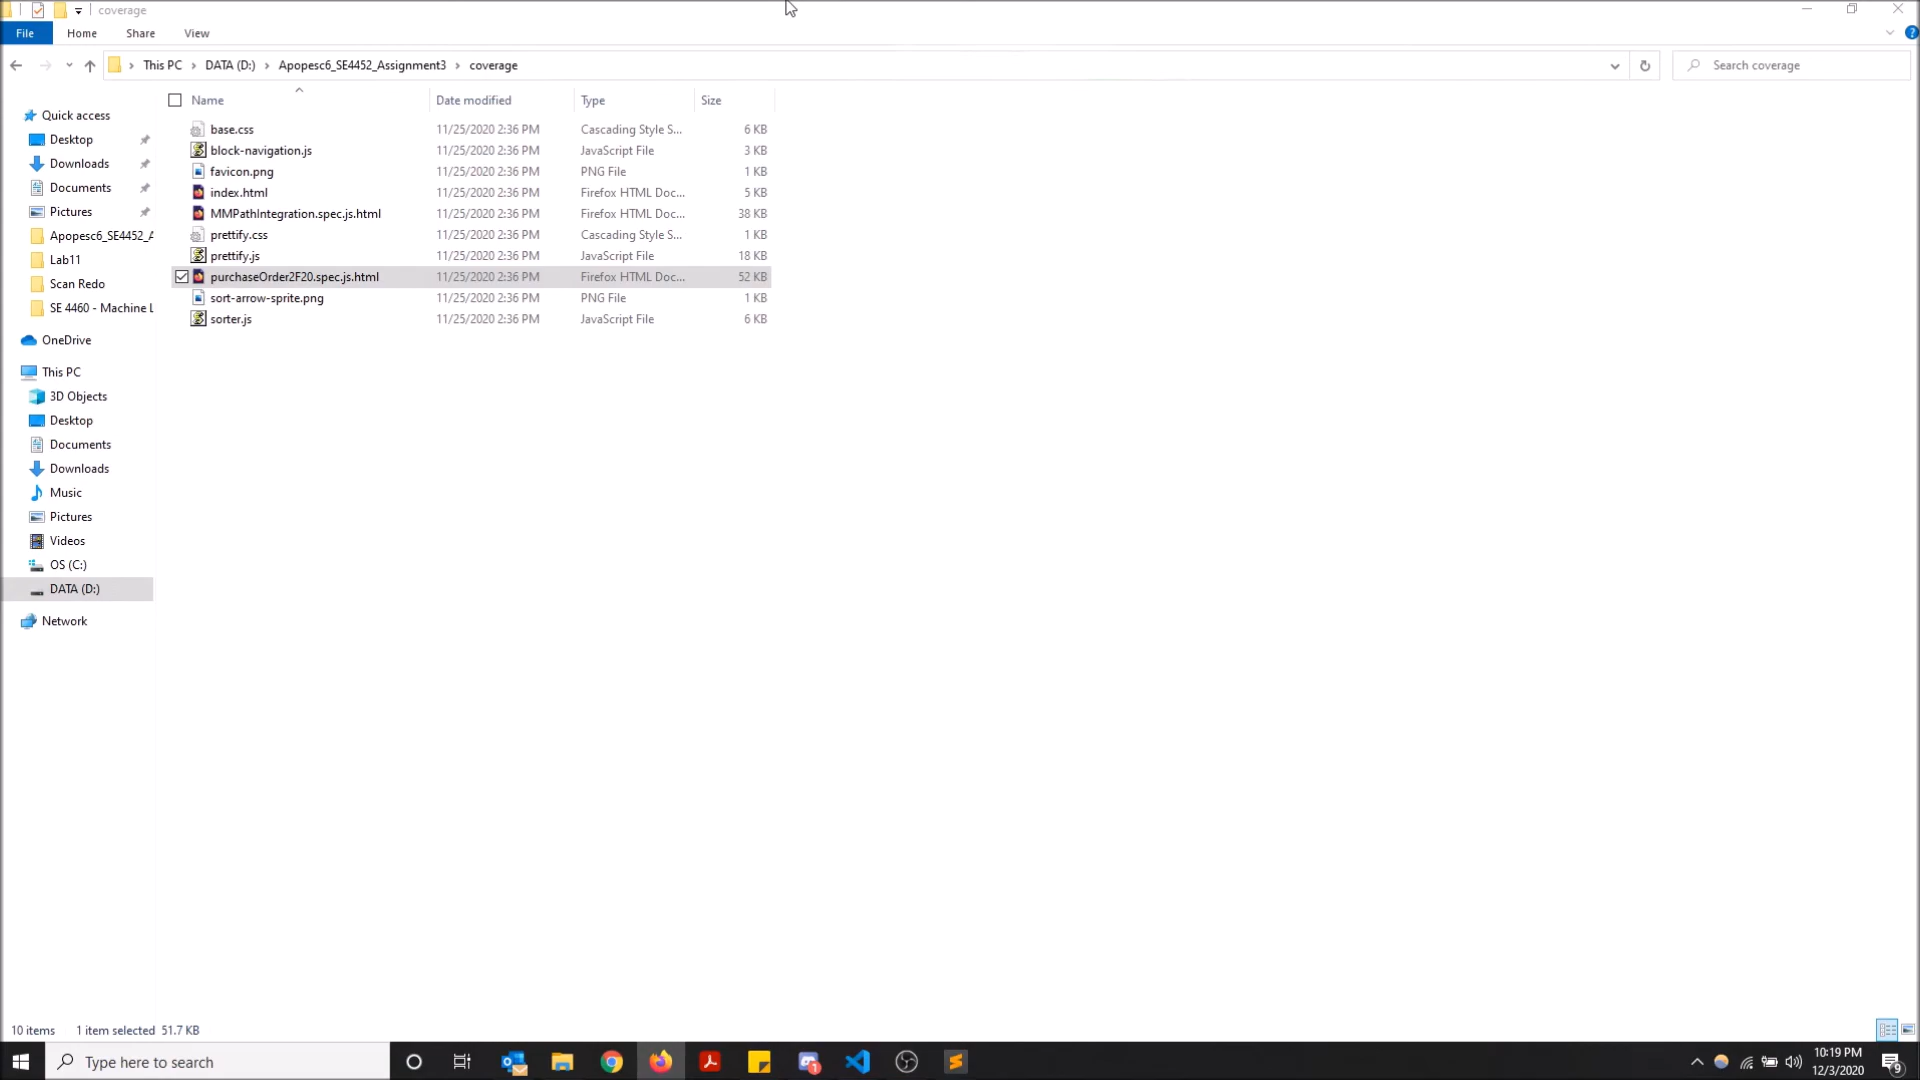 coverage
File Home Share View
This PC DATA (D:) Apopesc6_SE4452_Assignment3 coverage
Search coverage
Name Date modified Type Size
base.css 11/25/2020 2:36 PM Cascading Style S... 6 KB
block-navigation.js 11/25/2020 2:36 PM JavaScript File 3 KB
favicon.png 11/25/2020 2:36 PM PNG File 1 KB
index.html 11/25/2020 2:36 PM Firefox HTML Doc... 5 KB
MMPathIntegration.spec.js.html 11/25/2020 2:36 PM Firefox HTML Doc... 38 KB
prettify.css 11/25/2020 2:36 PM Cascading Style S... 1 KB
prettify.js 11/25/2020 2:36 PM JavaScript File 18 KB
purchaseOrder2F20.spec.js.html 11/25/2020 2:36 PM Firefox HTML Doc... 52 KB
sort-arrow-sprite.png 11/25/2020 2:36 PM PNG File 1 KB
sorter.js 11/25/2020 2:36 PM JavaScript File 6 KB
Quick access
Desktop
Downloads
Documents
Pictures
Apopesc6_SE4452_A
Lab11
Scan Redo
SE 4460 - Machine L
OneDrive
This PC
3D Objects
Desktop
Documents
Downloads
Music
Pictures
Videos
OS (C:)
DATA (D:)
Network
10 items 1 item selected 51.7 KB
Type here to search
10:19 PM
12/3/2020
1
9